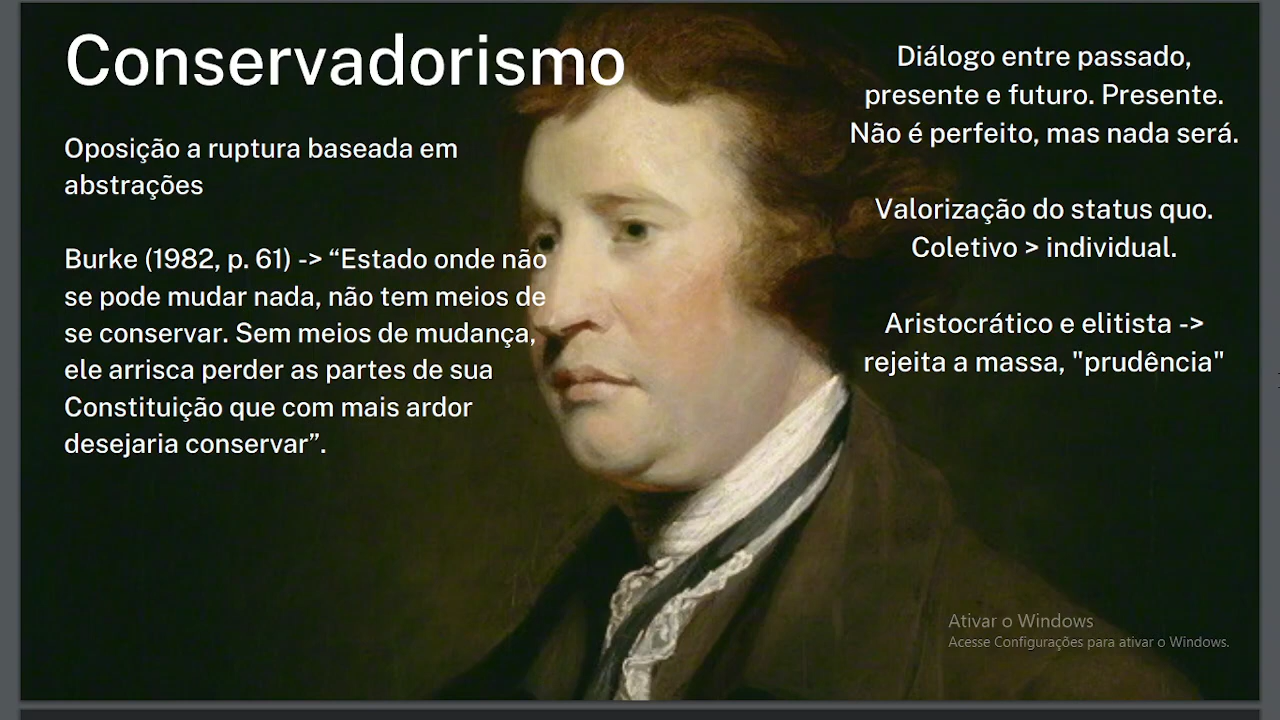 Conservadorismo
Oposição a ruptura baseada em
abstrações
Burke (1982, p. 61) -> “Estado onde não
se pode mudar nada, não tem meios de
se conservar. Sem meios de mudança,
ele arrisca perder as partes de sua
Constituição que com mais ardor
desejaria conservar”.
Diálogo entre passado,
presente e futuro. Presente.
Não é perfeito, mas nada será.
Valorização do status quo.
Coletivo > individual.
Aristocrático e elitista ->
rejeita a massa, "prudência"
Ativar o Windows
Acesse Configurações para ativar o Windows.